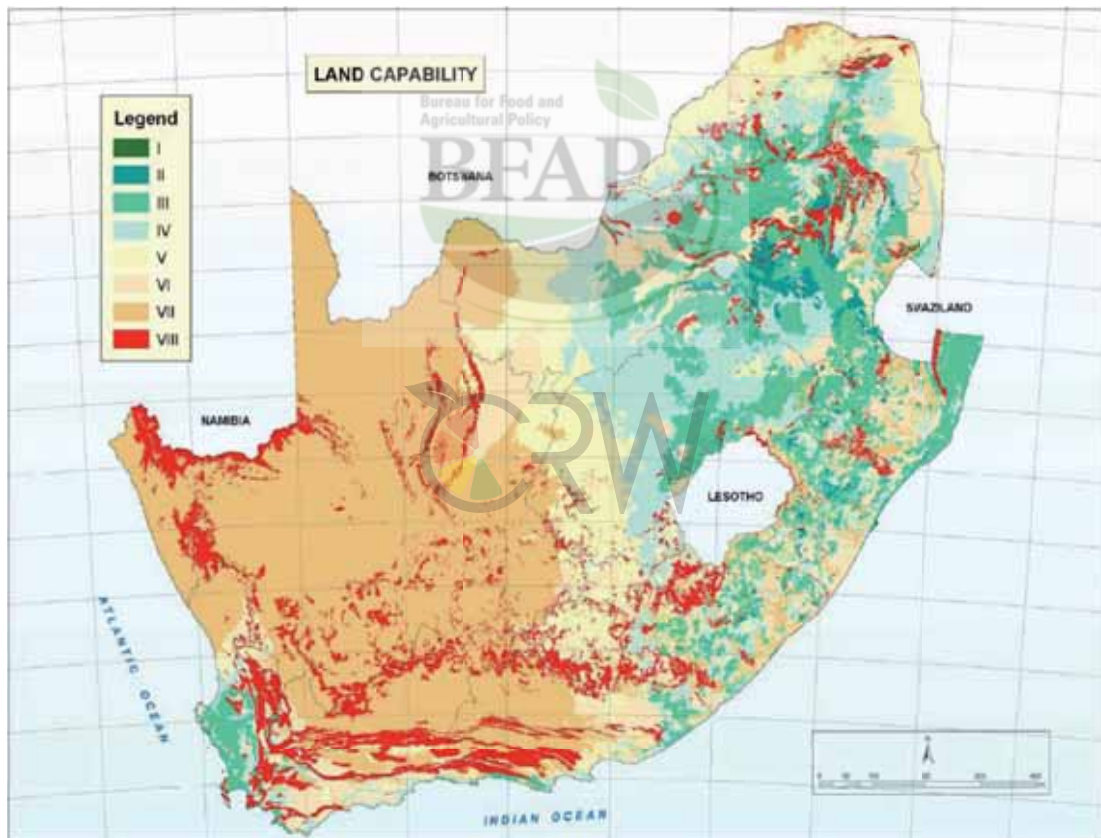 LAND CAPABILITY
Bureau for Food and
Agricultural Policy
BFAP
Legend
I
II
III
IV
V
VI
VII
VIII
BOTSWANA
SWAZILAND
NAMIBIA
CRW
LESOTHO
ATLANTIC OCEAN
INDIAN OCEAN